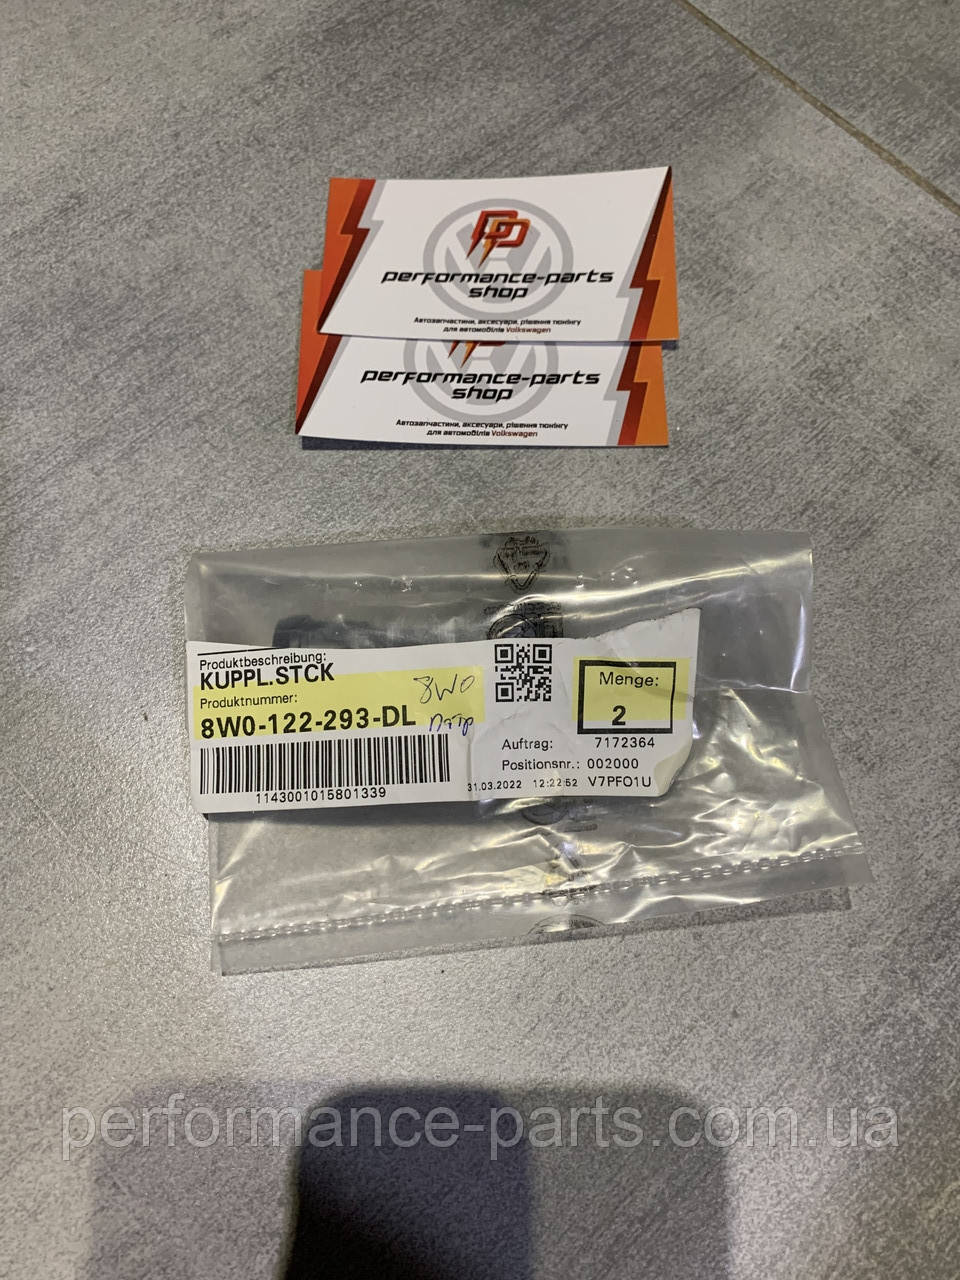 PP
performance-parts
shop
Автозапчастини, аксесуари, рішення тюнінгу
для автомобілів Volkswagen
performance-parts
shop
Автозапчастини, аксесуари, рішення тюнінгу
для автомобілів Volkswagen
Produktbeschreibung:
KUPPL.STCK
Produktnummer:
8W0
8W0-122-293-DL
1143001015801339
Menge:
2
Auftrag: 7172364
Positionsnr.: 002000
31.03.2022 12:22:52 V7PFO1U
performance-parts.com.ua